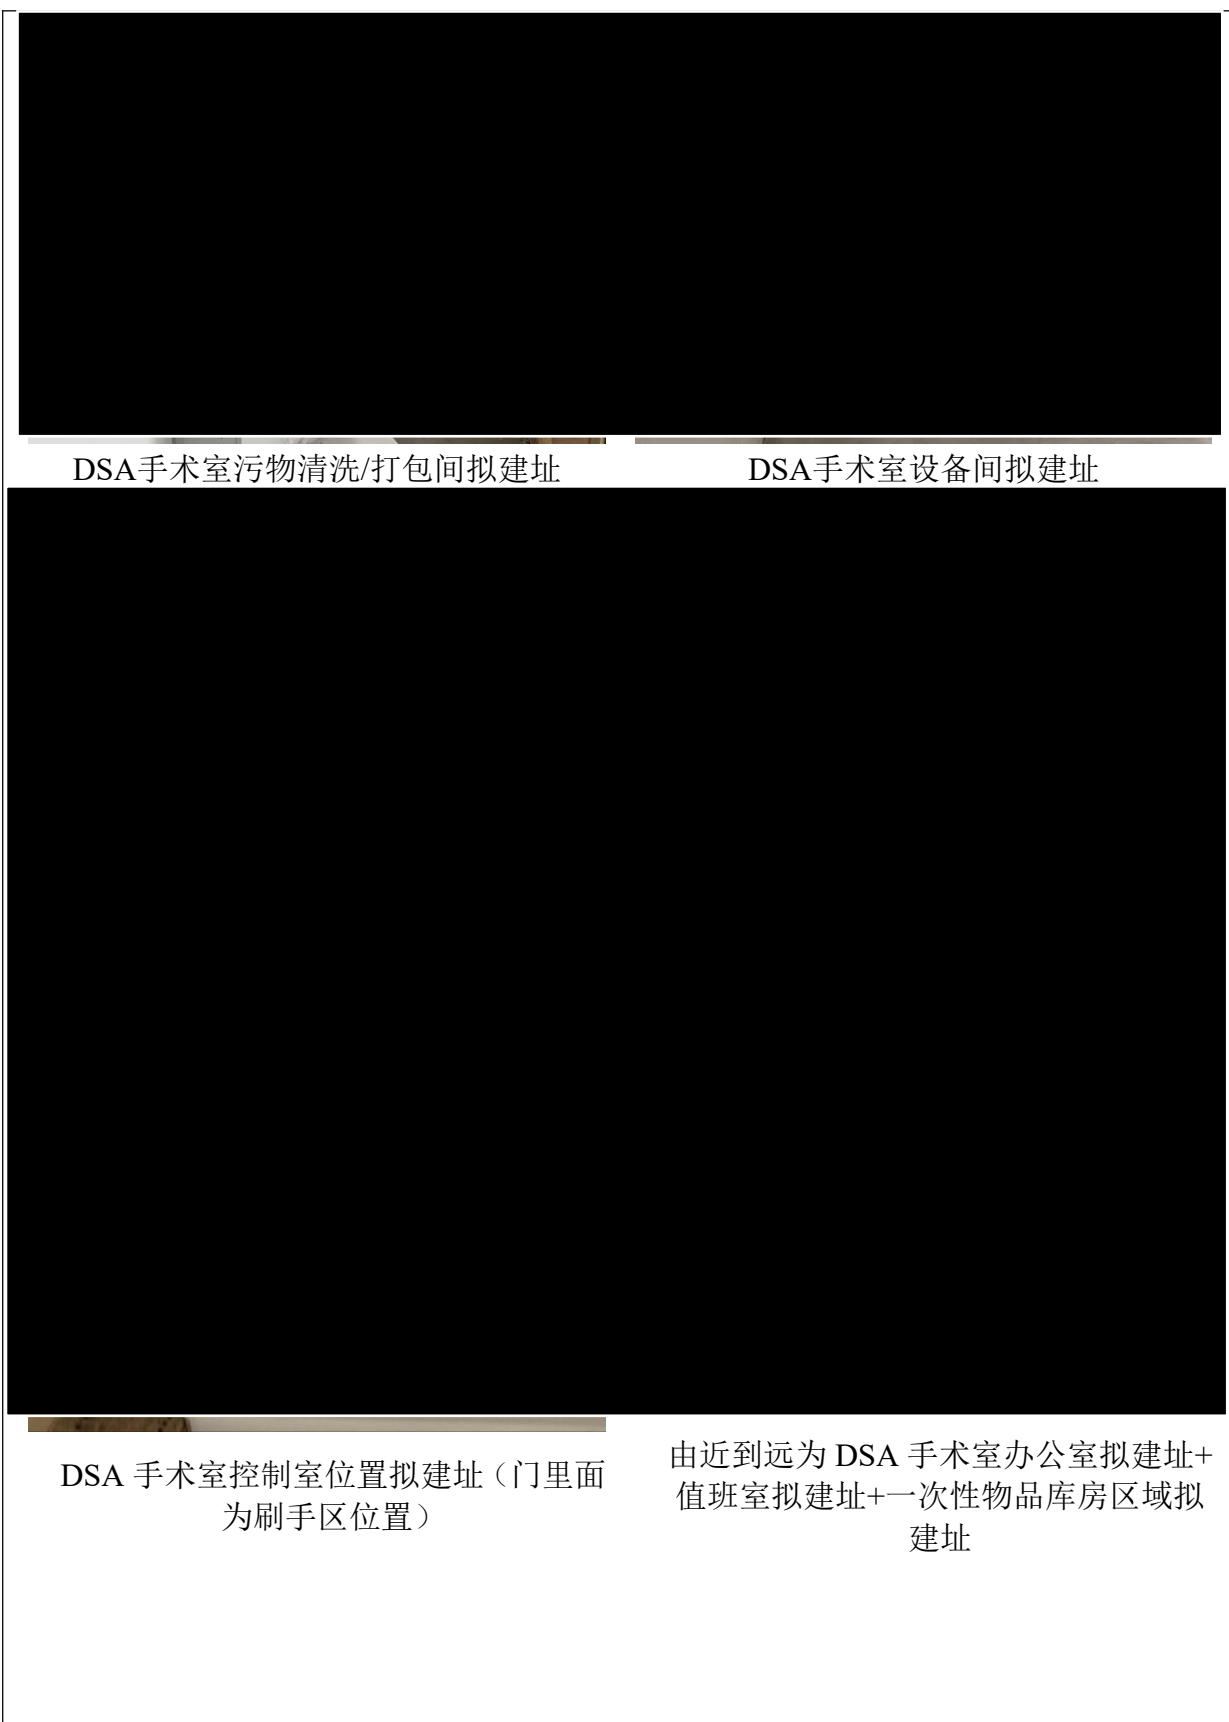 DSA手术室污物清洗/打包间拟建址
DSA手术室设备间拟建址
DSA 手术室控制室位置拟建址（门里面
为刷手区位置）
由近到远为 DSA 手术室办公室拟建址+
值班室拟建址+一次性物品库房区域拟
建址